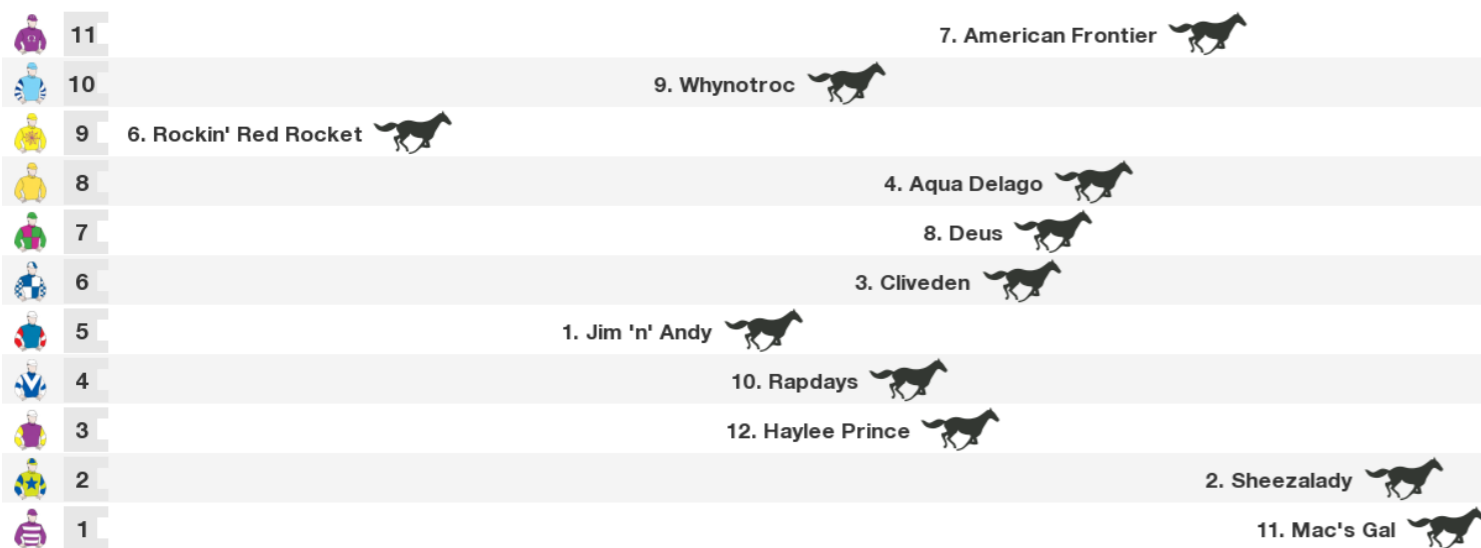 11 7. American Frontier
10 9. Whynotroc
9 6. Rockin' Red Rocket
8 4. Aqua Delago
7 8. Deus
6 3. Cliveden
5 1. Jim 'n' Andy
4 10. Rapdays
3 12. Haylee Prince
2 2. Sheezalady
1 11. Mac's Gal